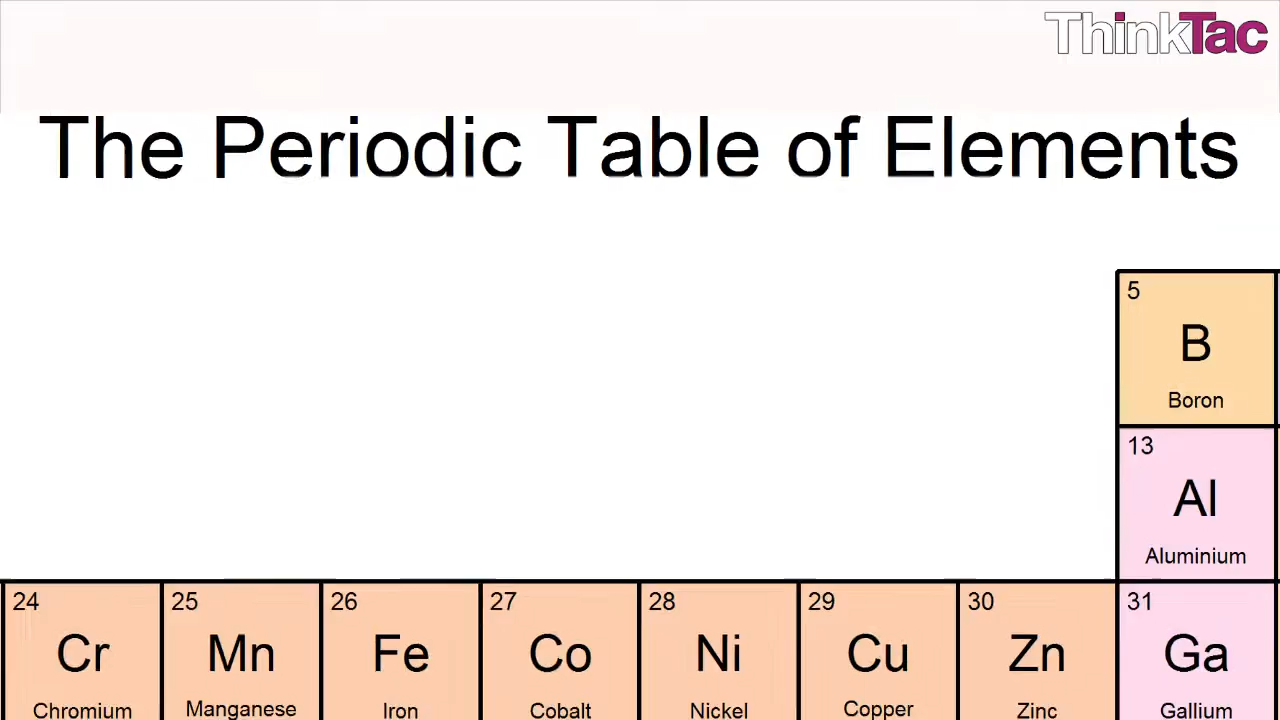 ThinkTac
The Periodic Table of Elements
5
B
Boron
13
Al
Aluminium
24 25 26 27 28 29 30 31
Cr Mn Fe Co Ni Cu Zn Ga
Chromium Manganese Iron Cobalt Nickel Copper Zinc Gallium